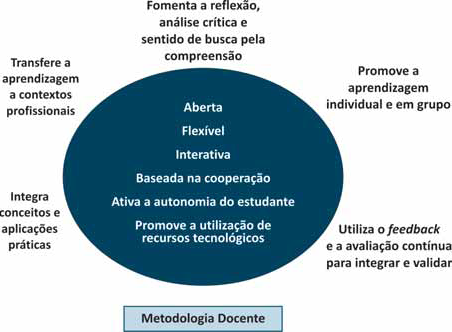 Fomenta a reflexão,
análise crítica e
sentido de busca pela
compreensão
Transfere a
aprendizagem
a contextos
profissionais
Promove a
aprendizagem
individual e em grupo
Aberta
Flexível
Interativa
Baseada na cooperação
Ativa a autonomia do estudante
Promove a utilização de
recursos tecnológicos
Integra
conceitos e
aplicações
práticas
Utiliza o feedback
e a avaliação contínua
para integrar e validar
Metodologia Docente